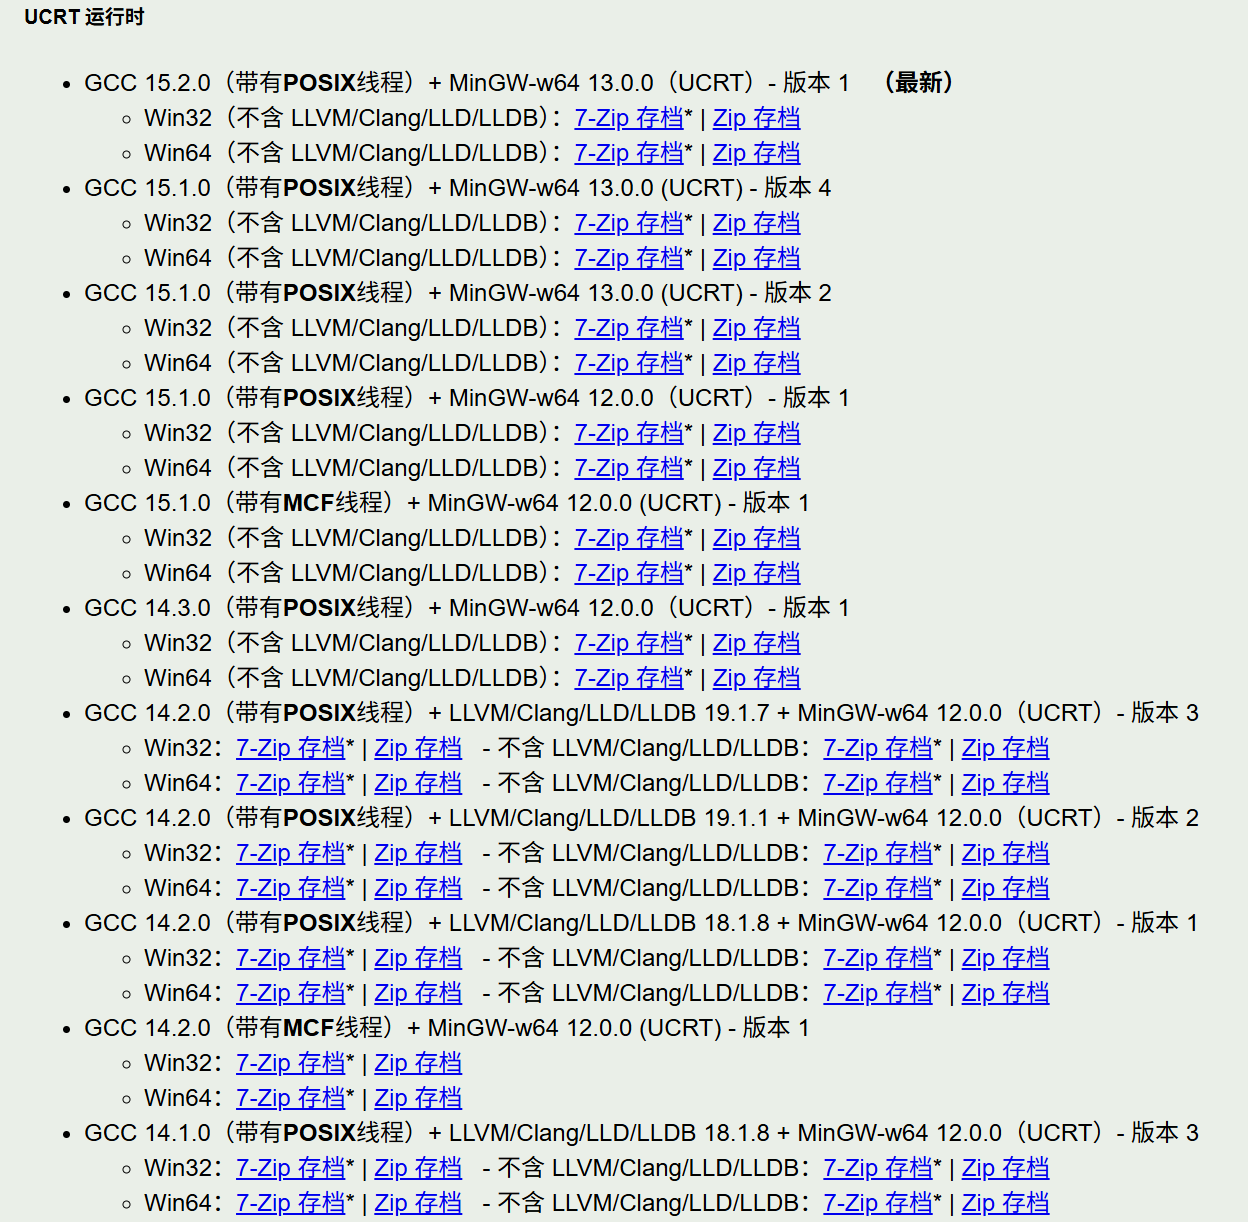 UCRT 运行时
GCC 15.2.0（带有POSIX线程）+ MinGW-w64 13.0.0（UCRT）- 版本 1 （最新）
Win32（不含 LLVM/Clang/LLD/LLDB）：7-Zip 存档* | Zip 存档
Win64（不含 LLVM/Clang/LLD/LLDB）：7-Zip 存档* | Zip 存档
GCC 15.1.0（带有POSIX线程）+ MinGW-w64 13.0.0 (UCRT) - 版本 4
Win32（不含 LLVM/Clang/LLD/LLDB）：7-Zip 存档* | Zip 存档
Win64（不含 LLVM/Clang/LLD/LLDB）：7-Zip 存档* | Zip 存档
GCC 15.1.0（带有POSIX线程）+ MinGW-w64 13.0.0 (UCRT) - 版本 2
Win32（不含 LLVM/Clang/LLD/LLDB）：7-Zip 存档* | Zip 存档
Win64（不含 LLVM/Clang/LLD/LLDB）：7-Zip 存档* | Zip 存档
GCC 15.1.0（带有POSIX线程）+ MinGW-w64 12.0.0（UCRT）- 版本 1
Win32（不含 LLVM/Clang/LLD/LLDB）：7-Zip 存档* | Zip 存档
Win64（不含 LLVM/Clang/LLD/LLDB）：7-Zip 存档* | Zip 存档
GCC 15.1.0（带有MCF线程）+ MinGW-w64 12.0.0 (UCRT) - 版本 1
Win32（不含 LLVM/Clang/LLD/LLDB）：7-Zip 存档* | Zip 存档
Win64（不含 LLVM/Clang/LLD/LLDB）：7-Zip 存档* | Zip 存档
GCC 14.3.0（带有POSIX线程）+ MinGW-w64 12.0.0（UCRT）- 版本 1
Win32（不含 LLVM/Clang/LLD/LLDB）：7-Zip 存档* | Zip 存档
Win64（不含 LLVM/Clang/LLD/LLDB）：7-Zip 存档* | Zip 存档
GCC 14.2.0（带有POSIX线程）+ LLVM/Clang/LLD/LLDB 19.1.7 + MinGW-w64 12.0.0（UCRT）- 版本 3
Win32：7-Zip 存档* | Zip 存档 - 不含 LLVM/Clang/LLD/LLDB：7-Zip 存档* | Zip 存档
Win64：7-Zip 存档* | Zip 存档 - 不含 LLVM/Clang/LLD/LLDB：7-Zip 存档* | Zip 存档
GCC 14.2.0（带有POSIX线程）+ LLVM/Clang/LLD/LLDB 19.1.1 + MinGW-w64 12.0.0（UCRT）- 版本 2
Win32：7-Zip 存档* | Zip 存档 - 不含 LLVM/Clang/LLD/LLDB：7-Zip 存档* | Zip 存档
Win64：7-Zip 存档* | Zip 存档 - 不含 LLVM/Clang/LLD/LLDB：7-Zip 存档* | Zip 存档
GCC 14.2.0（带有POSIX线程）+ LLVM/Clang/LLD/LLDB 18.1.8 + MinGW-w64 12.0.0（UCRT）- 版本 1
Win32：7-Zip 存档* | Zip 存档 - 不含 LLVM/Clang/LLD/LLDB：7-Zip 存档* | Zip 存档
Win64：7-Zip 存档* | Zip 存档 - 不含 LLVM/Clang/LLD/LLDB：7-Zip 存档* | Zip 存档
GCC 14.2.0（带有MCF线程）+ MinGW-w64 12.0.0 (UCRT) - 版本 1
Win32：7-Zip 存档* | Zip 存档
Win64：7-Zip 存档* | Zip 存档
GCC 14.1.0（带有POSIX线程）+ LLVM/Clang/LLD/LLDB 18.1.8 + MinGW-w64 12.0.0（UCRT）- 版本 3
Win32：7-Zip 存档* | Zip 存档 - 不含 LLVM/Clang/LLD/LLDB：7-Zip 存档* | Zip 存档
Win64：7-Zip 存档* | Zip 存档 - 不含 LLVM/Clang/LLD/LLDB：7-Zip 存档* | Zip 存档